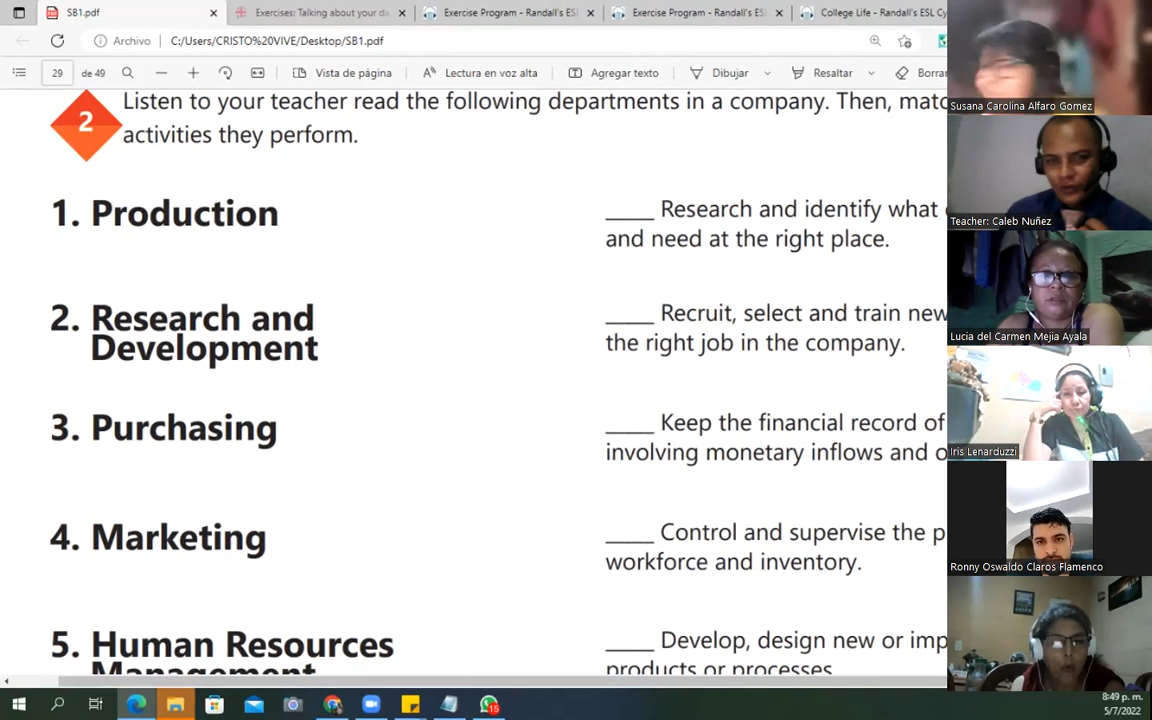 SB1.pdf
Exercises: Talking about your da
Exercise Program - Randall's ESL
Exercise Program - Randall's ESL
College Life - Randall's ESL Cy
Archivo
C:/Users/CRISTO%20VIVE/Desktop/SB1.pdf
29 de 49
Vista de página
Lectura en voz alta
Agregar texto
Dibujar
Resaltar
Borrar
2
Listen to your teacher read the following departments in a company. Then, matc
activities they perform.
1. Production
____ Research and identify what
and need at the right place.
2. Research and
Development
____ Recruit, select and train new
the right job in the company.
3. Purchasing
____ Keep the financial record of
involving monetary inflows and o
4. Marketing
____ Control and supervise the p
workforce and inventory.
5. Human Resources
Management
____ Develop, design new or imp
products or processes
Susana Carolina Alfaro Gomez
Teacher: Caleb Nuñez
Lucia del Carmen Mejia Ayala
Iris Lenarduzzi
Ronny Oswaldo Claros Flamenco
15
8:49 p. m.
5/7/2022